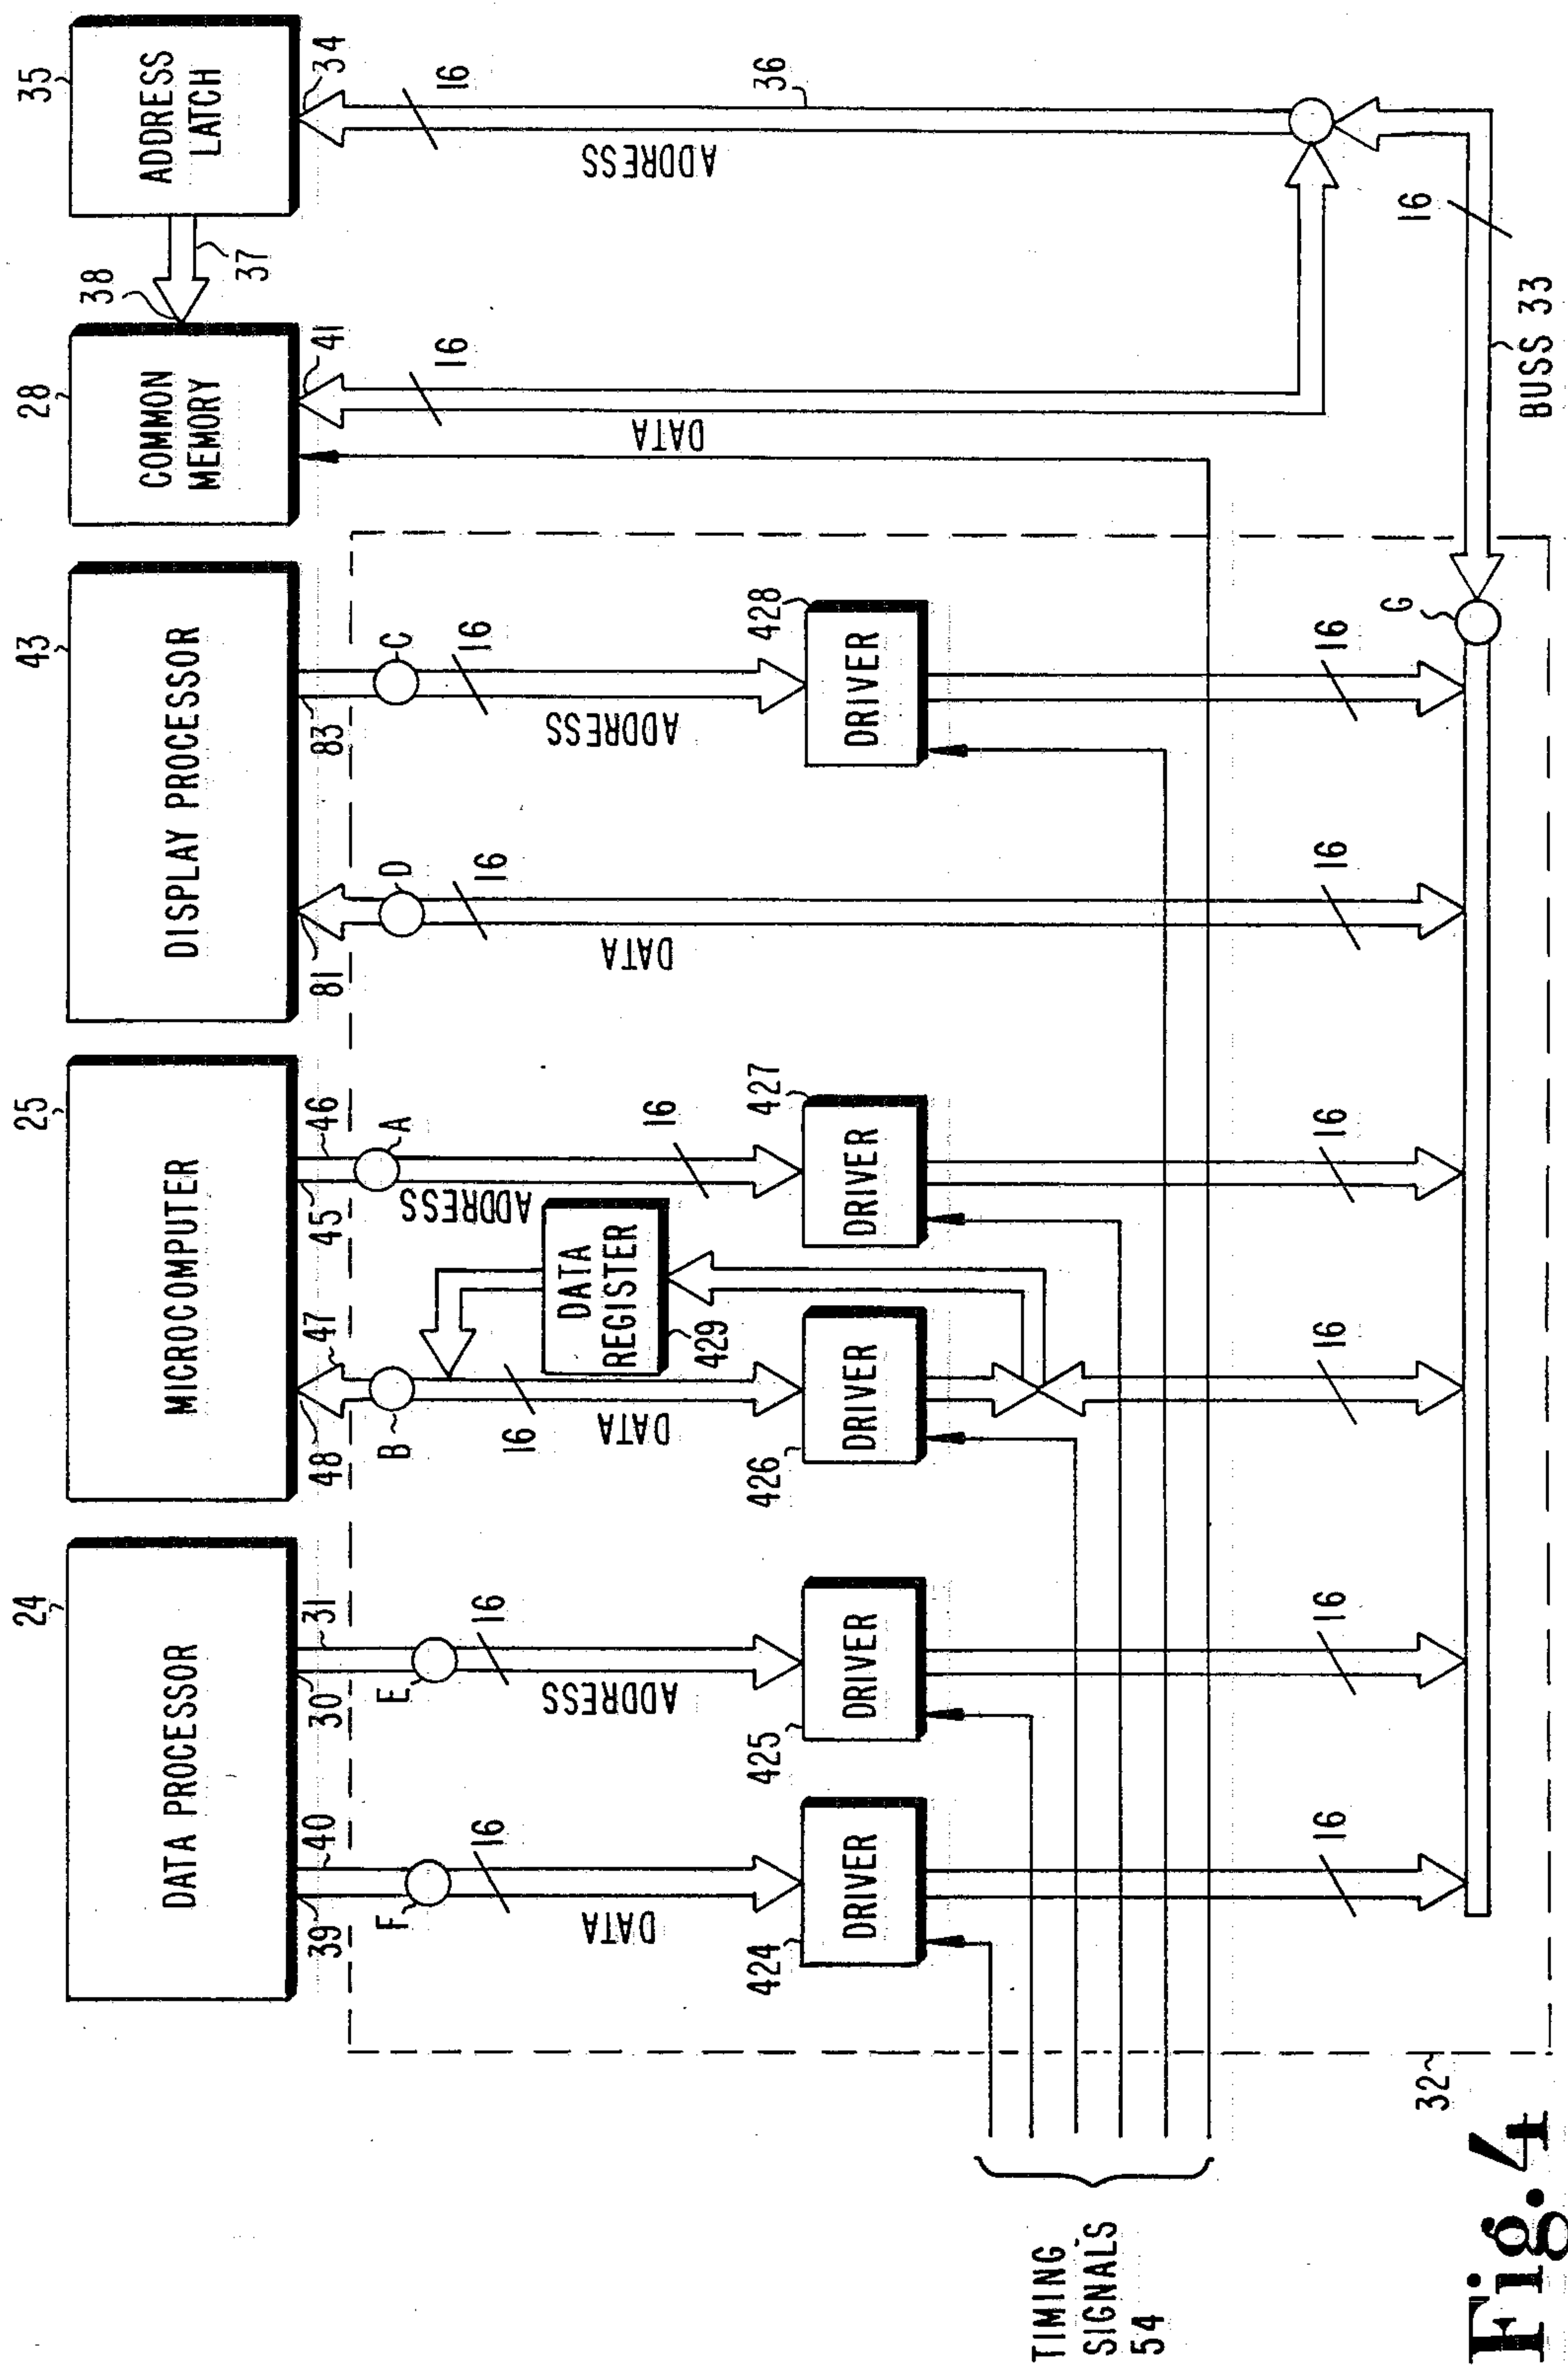 24
25
43
28
35
DATA PROCESSOR
MICROCOMPUTER
DISPLAY PROCESSOR
COMMON
MEMORY
ADDRESS
LATCH
38
37
39
40
30
31
48
47
45
46
81
83
41
34
F
E
B
A
D
C
16
16
16
16
16
16
16
16
DATA
ADDRESS
DATA
ADDRESS
DATA
ADDRESS
DATA
ADDRESS
36
DATA
REGISTER
429
424
DRIVER
425
DRIVER
426
DRIVER
427
DRIVER
428
DRIVER
TIMING
SIGNALS
54
16
16
16
16
16
16
G
16
BUSS 33
32
Fig. 4